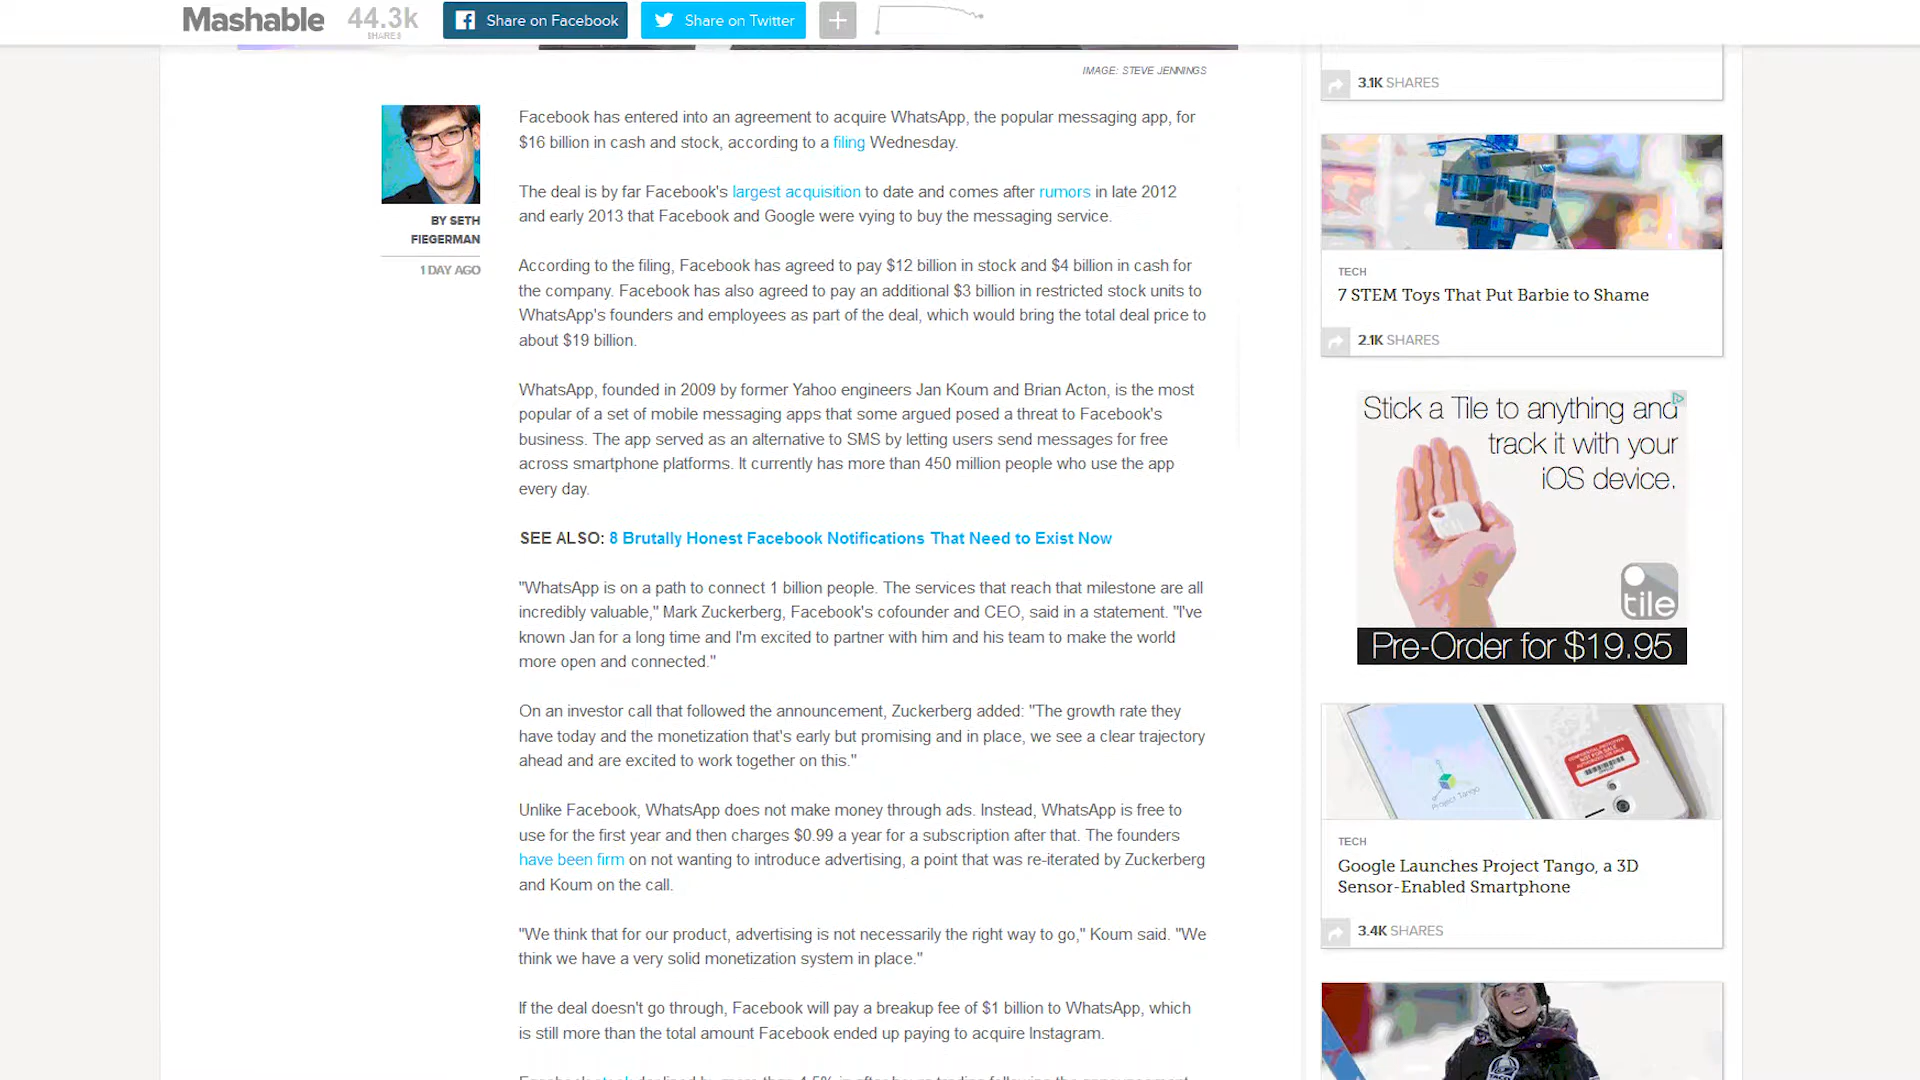 Mashable
44.3k
SHARES
Share on Facebook
Share on Twitter
IMAGE: STEVE JENNINGS
BY SETH
FIEGERMAN
1 DAY AGO
Facebook has entered into an agreement to acquire WhatsApp, the popular messaging app, for
$16 billion in cash and stock, according to a filing Wednesday.
The deal is by far Facebook's largest acquisition to date and comes after rumors in late 2012
and early 2013 that Facebook and Google were vying to buy the messaging service.
According to the filing, Facebook has agreed to pay $12 billion in stock and $4 billion in cash for
the company. Facebook has also agreed to pay an additional $3 billion in restricted stock units to
WhatsApp's founders and employees as part of the deal, which would bring the total deal price to
about $19 billion.
WhatsApp, founded in 2009 by former Yahoo engineers Jan Koum and Brian Acton, is the most
popular of a set of mobile messaging apps that some argued posed a threat to Facebook's
business. The app served as an alternative to SMS by letting users send messages for free
across smartphone platforms. It currently has more than 450 million people who use the app
every day.
SEE ALSO: 8 Brutally Honest Facebook Notifications That Need to Exist Now
"WhatsApp is on a path to connect 1 billion people. The services that reach that milestone are all
incredibly valuable," Mark Zuckerberg, Facebook's cofounder and CEO, said in a statement. "I've
known Jan for a long time and I'm excited to partner with him and his team to make the world
more open and connected."
On an investor call that followed the announcement, Zuckerberg added: "The growth rate they
have today and the monetization that's early but promising and in place, we see a clear trajectory
ahead and are excited to work together on this."
Unlike Facebook, WhatsApp does not make money through ads. Instead, WhatsApp is free to
use for the first year and then charges $0.99 a year for a subscription after that. The founders
have been firm on not wanting to introduce advertising, a point that was re-iterated by Zuckerberg
and Koum on the call.
"We think that for our product, advertising is not necessarily the right way to go," Koum said. "We
think we have a very solid monetization system in place."
If the deal doesn't go through, Facebook will pay a breakup fee of $1 billion to WhatsApp, which
is still more than the total amount Facebook ended up paying to acquire Instagram.
3.1K SHARES
TECH
7 STEM Toys That Put Barbie to Shame
2.1K SHARES
Stick a Tile to anything and
track it with your
iOS device.
tile
Pre-Order for $19.95
Project Tango
TECH
Google Launches Project Tango, a 3D
Sensor-Enabled Smartphone
3.4K SHARES